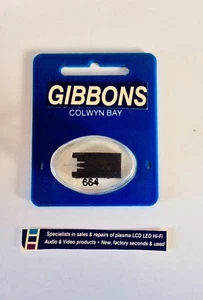 GIBBONS
COLWYN BAY
664
Specialists in sales & repairs of plasma LCD LED Hi-Fi
Audio & Video products • New, factory seconds & used